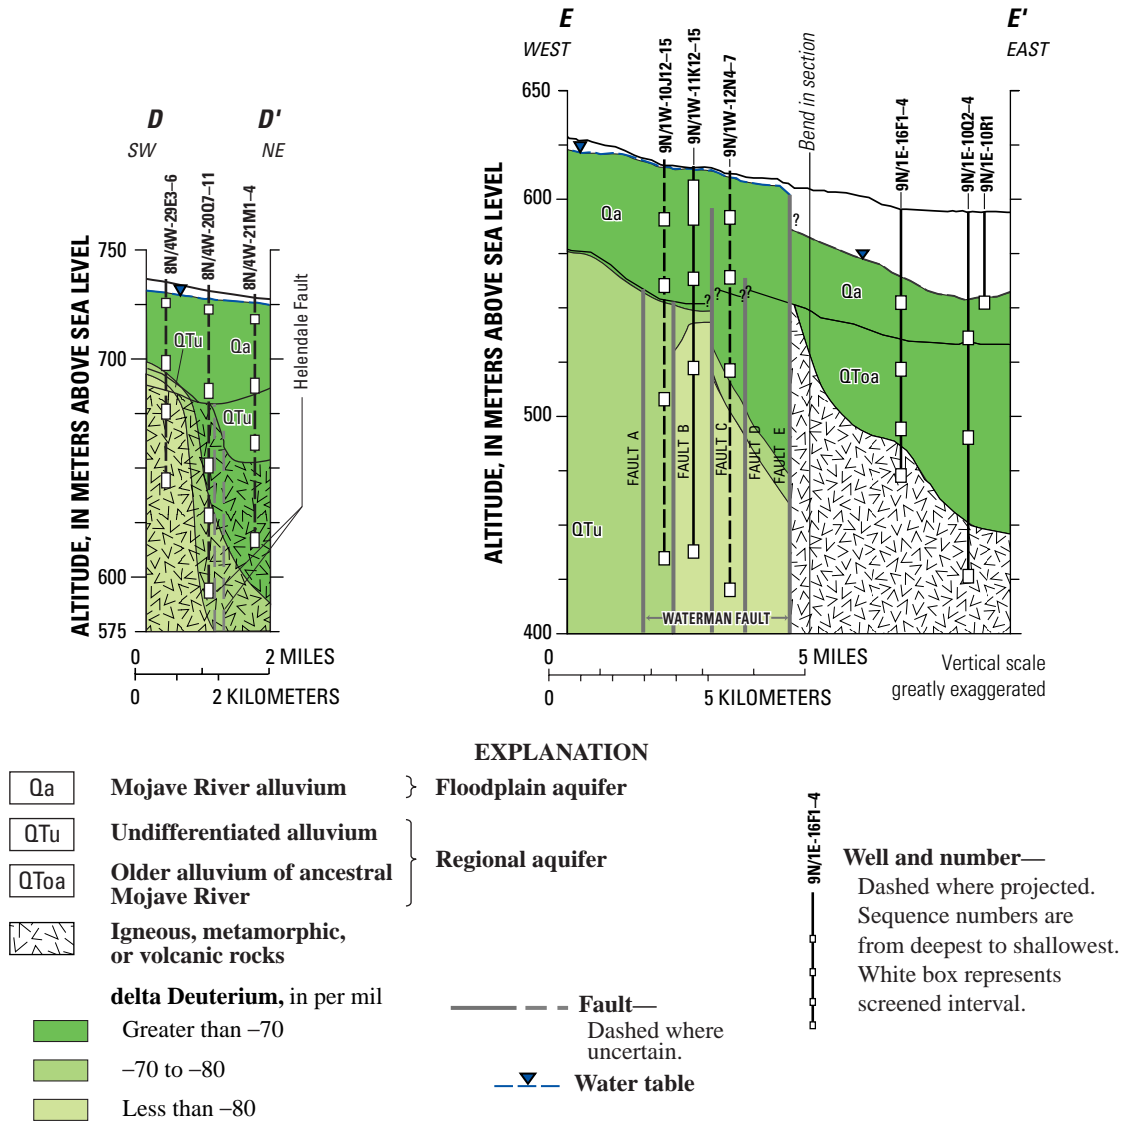 D
SW
D'
NE
8N/4W-29E3–6
8N/4W-20Q7–11
8N/4W-21M1–4
ALTITUDE, IN METERS ABOVE SEA LEVEL
750
700
600
575
QTu
Qa
QTu
Helendale Fault
0
2 MILES
0
2 KILOMETERS
E
WEST
E'
EAST
9N/1W-10J12–15
9N/1W-11K12–15
9N/1W-12N4–7
Bend in section
9N/1E-16F1–4
9N/1E-10Q2–4
9N/1E-10R1
ALTITUDE, IN METERS ABOVE SEA LEVEL
650
600
500
400
Qa
?
Qa
? ? ??
QToa
QTu
FAULT A
FAULT B
FAULT C
FAULT D
FAULT E
WATERMAN FAULT
0
5 MILES
0
5 KILOMETERS
Vertical scale
greatly exaggerated
EXPLANATION
Qa
Mojave River alluvium
Floodplain aquifer
QTu
Undifferentiated alluvium
Regional aquifer
QToa
Older alluvium of ancestral
Mojave River
Igneous, metamorphic,
or volcanic rocks
delta Deuterium, in per mil
Greater than –70
–70 to –80
Less than –80
Fault—
Dashed where
uncertain.
Water table
9N/1E-16F1–4
Well and number—
Dashed where projected.
Sequence numbers are
from deepest to shallowest.
White box represents
screened interval.